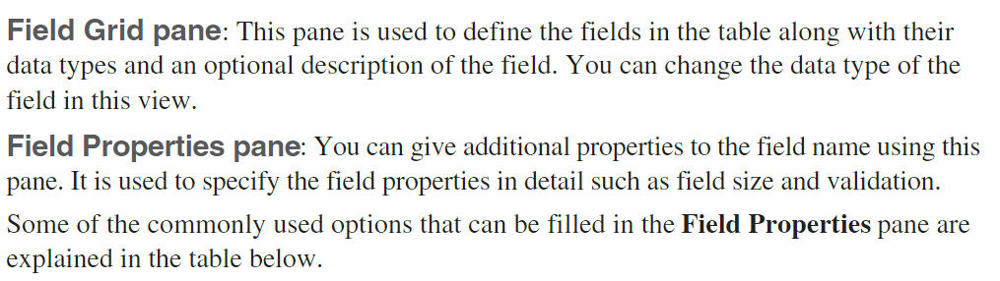 Field Grid pane: This pane is used to define the fields in the table along with their
data types and an optional description of the field. You can change the data type of the
field in this view.
Field Properties pane: You can give additional properties to the field name using this
pane. It is used to specify the field properties in detail such as field size and validation.
Some of the commonly used options that can be filled in the Field Properties pane are
explained in the table below.